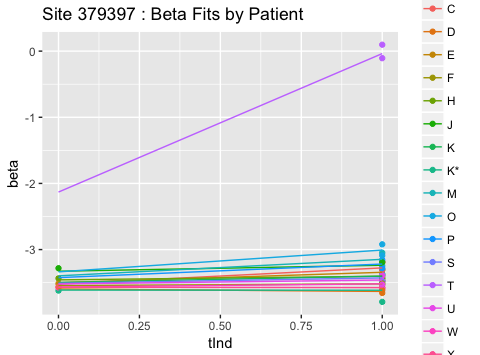 Site 379397 : Beta Fits by Patient
0
-1
-2
-3
beta
0.00 0.25 0.50 0.75 1.00
tInd
C
D
E
F
H
J
K
K*
M
O
P
S
T
U
W